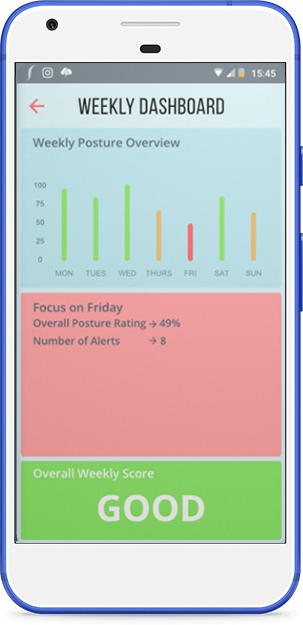 15:45
WEEKLY DASHBOARD
Weekly Posture Overview
100
75
50
25
0
MON TUES WED THURS FRI SAT SUN
Focus on Friday
Overall Posture Rating → 49%
Number of Alerts → 8
Overall Weekly Score
GOOD